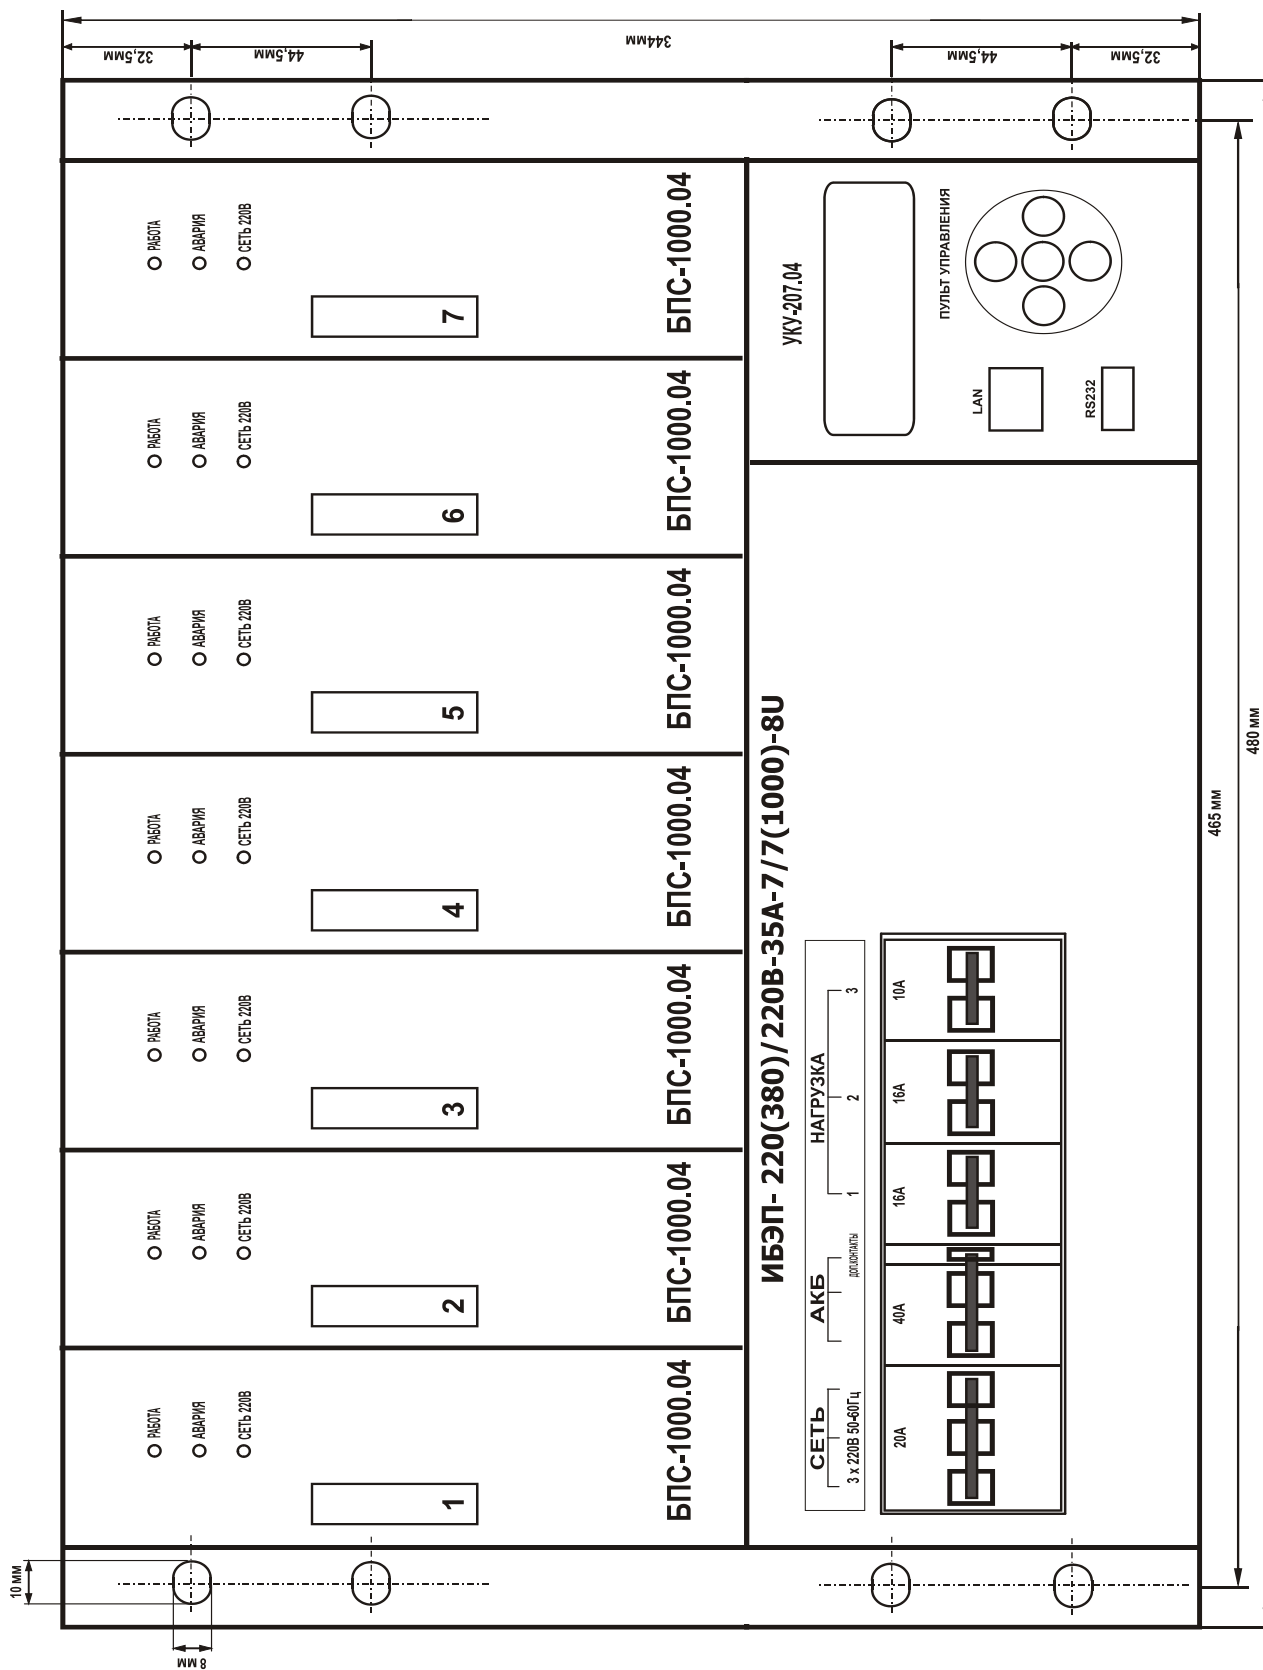 10 мм
8 мм
32,5мм
44,5мм
344мм
44,5мм
32,5мм
465 мм
480 мм
РАБОТА
АВАРИЯ
СЕТЬ 220В
1
БПС-1000.04
РАБОТА
АВАРИЯ
СЕТЬ 220В
2
БПС-1000.04
РАБОТА
АВАРИЯ
СЕТЬ 220В
3
БПС-1000.04
РАБОТА
АВАРИЯ
СЕТЬ 220В
4
БПС-1000.04
РАБОТА
АВАРИЯ
СЕТЬ 220В
5
БПС-1000.04
РАБОТА
АВАРИЯ
СЕТЬ 220В
6
БПС-1000.04
РАБОТА
АВАРИЯ
СЕТЬ 220В
7
БПС-1000.04
ИБЭП- 220(380)/220В-35А-7/7(1000)-8U
СЕТЬ
3 x 220В 50-60Гц
АКБ
ДОП.КОНТАКТЫ
НАГРУЗКА
1
2
3
20А
40А
16А
16А
10А
УКУ-207.04
ПУЛЬТ УПРАВЛЕНИЯ
LAN
RS232